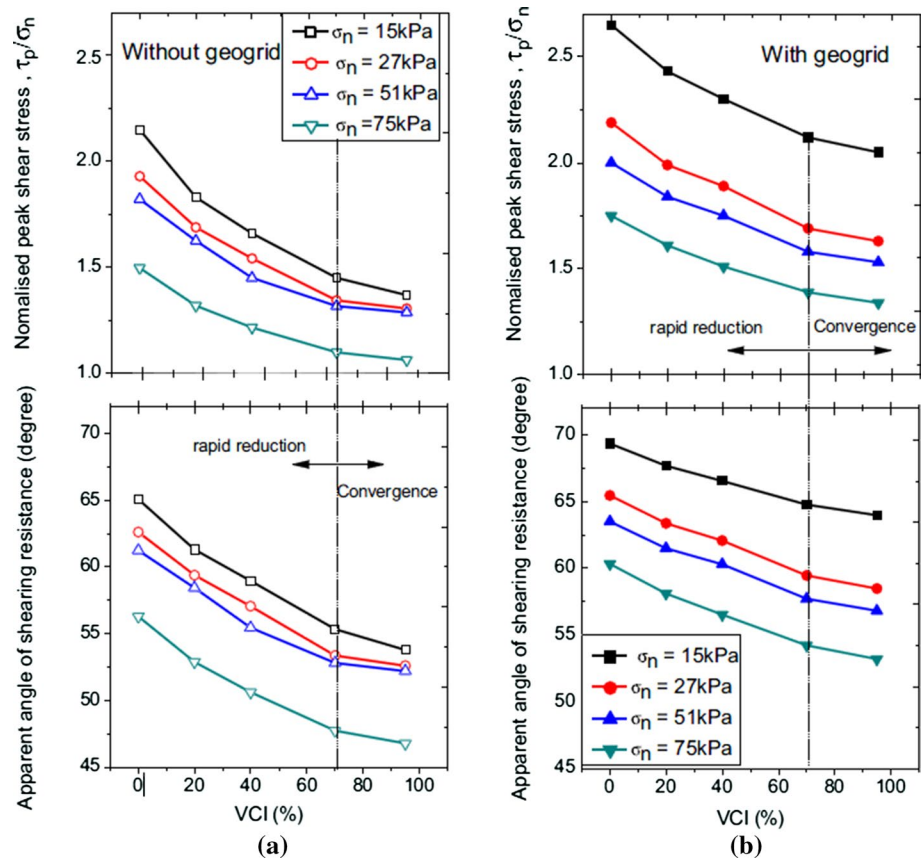 Nomalised peak shear stress , τp/σn
2.5
2.0
1.5
1.0
Without geogrid
σn = 15kPa
σn = 27kPa
σn = 51kPa
σn =75kPa
Apparent angle of shearing resistance (degree)
70
65
60
55
50
45
rapid reduction
Convergence
0 20 40 60 80 100
VCI (%)
(a)
Nomalised peak shear stress , τp/σn
2.5
2.0
1.5
1.0
With geogrid
rapid reduction
Convergence
Apparent angle of shearing resistance (degree)
70
65
60
55
50
45
σn = 15kPa
σn = 27kPa
σn = 51kPa
σn = 75kPa
0 20 40 60 80 100
VCI (%)
(b)